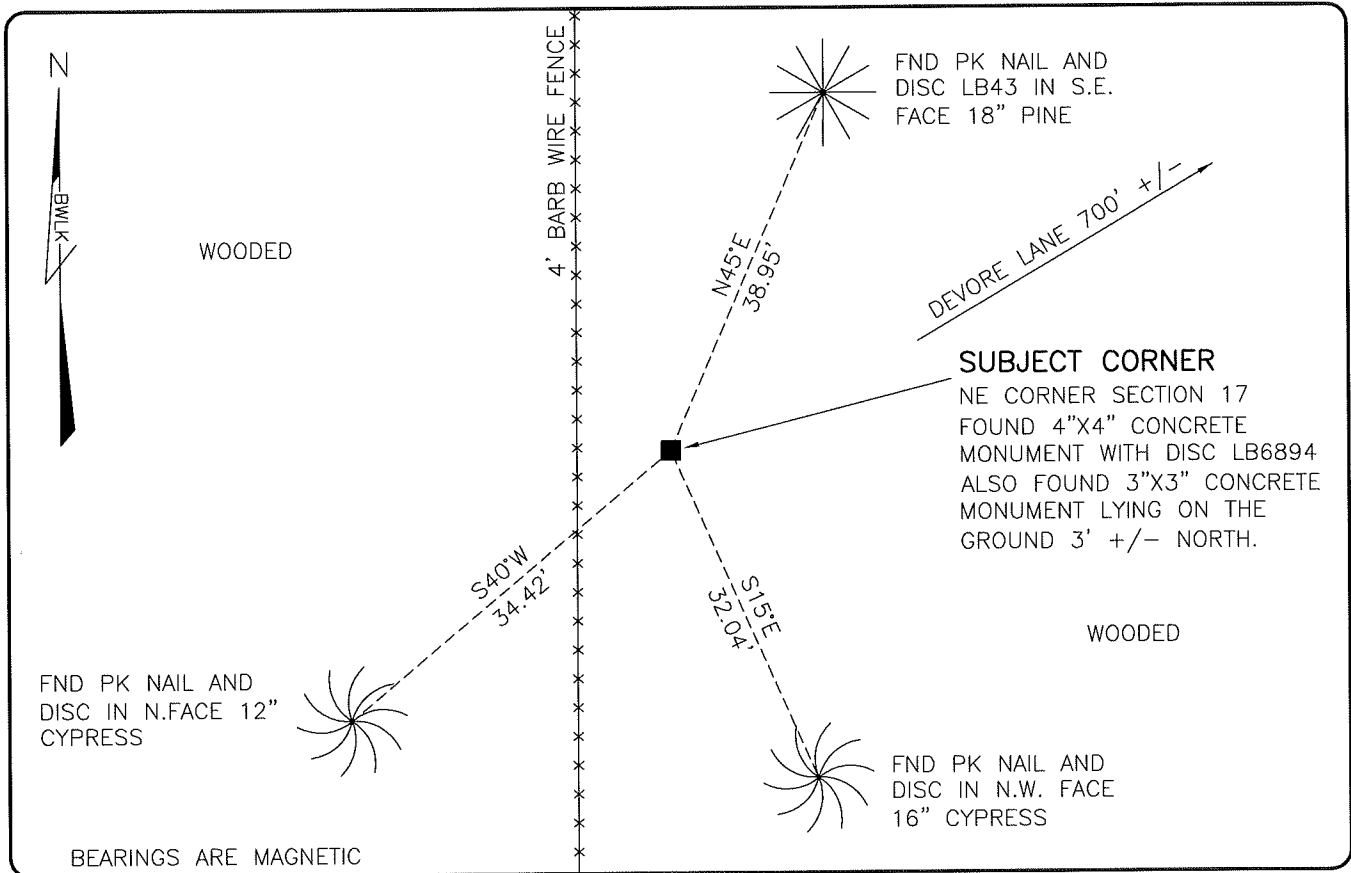 N
BWLK
WOODED
4' BARB WIRE FENCE
FND PK NAIL AND
DISC LB43 IN S.E.
FACE 18" PINE
N45°E
38.95'
DEVORE LANE 700' +/-
SUBJECT CORNER
NE CORNER SECTION 17
FOUND 4"X4" CONCRETE
MONUMENT WITH DISC LB6894
ALSO FOUND 3"X3" CONCRETE
MONUMENT LYING ON THE
GROUND 3' +/- NORTH.
S40°W
34.42'
S15°E
32.04'
WOODED
FND PK NAIL AND
DISC IN N.FACE 12"
CYPRESS
FND PK NAIL AND
DISC IN N.W. FACE
16" CYPRESS
BEARINGS ARE MAGNETIC